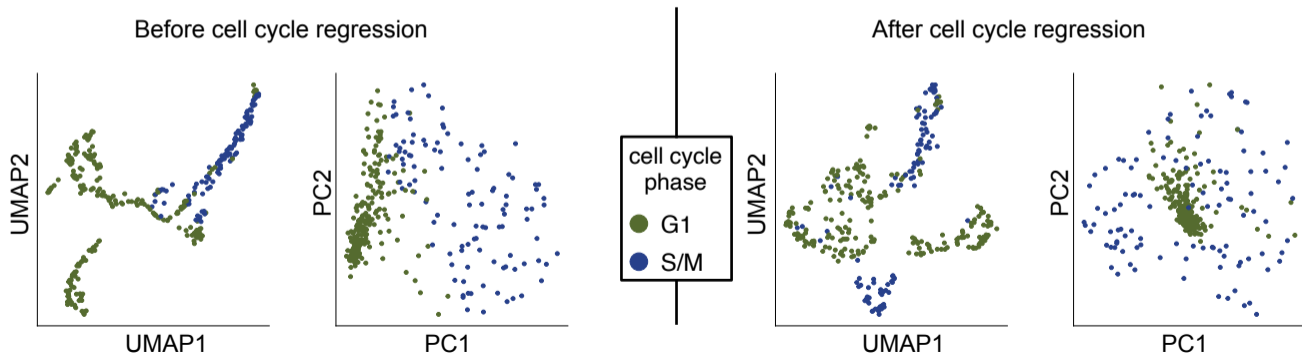 Before cell cycle regression
After cell cycle regression
UMAP2
UMAP1
PC2
PC1
cell cycle
phase
G1
S/M
UMAP2
UMAP1
PC2
PC1